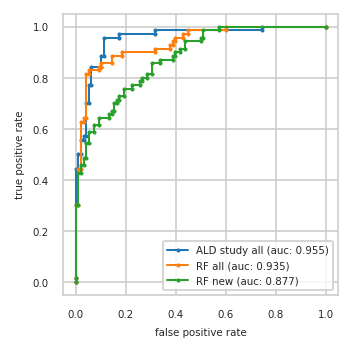 1.0
0.8
0.6
0.4
0.2
0.0
true positive rate
ALD study all (auc: 0.955)
RF all (auc: 0.935)
RF new (auc: 0.877)
0.0 0.2 0.4 0.6 0.8 1.0
false positive rate